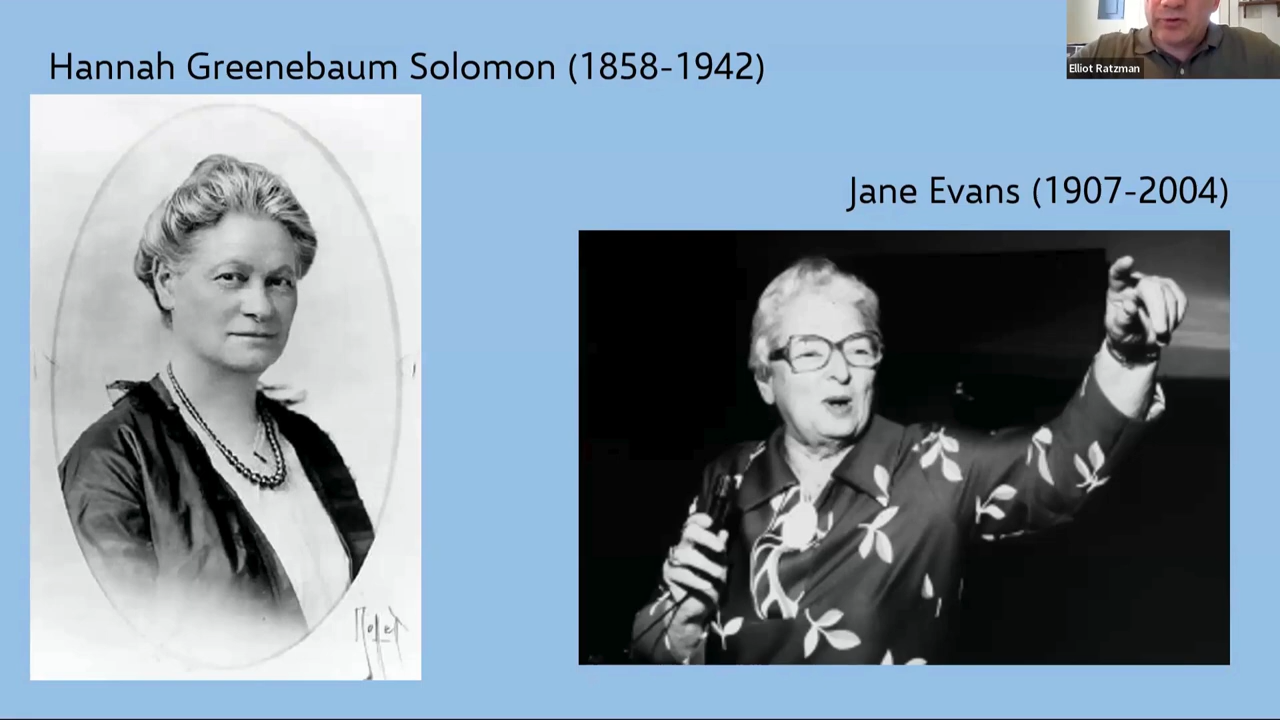 Hannah Greenebaum Solomon (1858-1942)
Elliot Ratzman
Jane Evans (1907-2004)